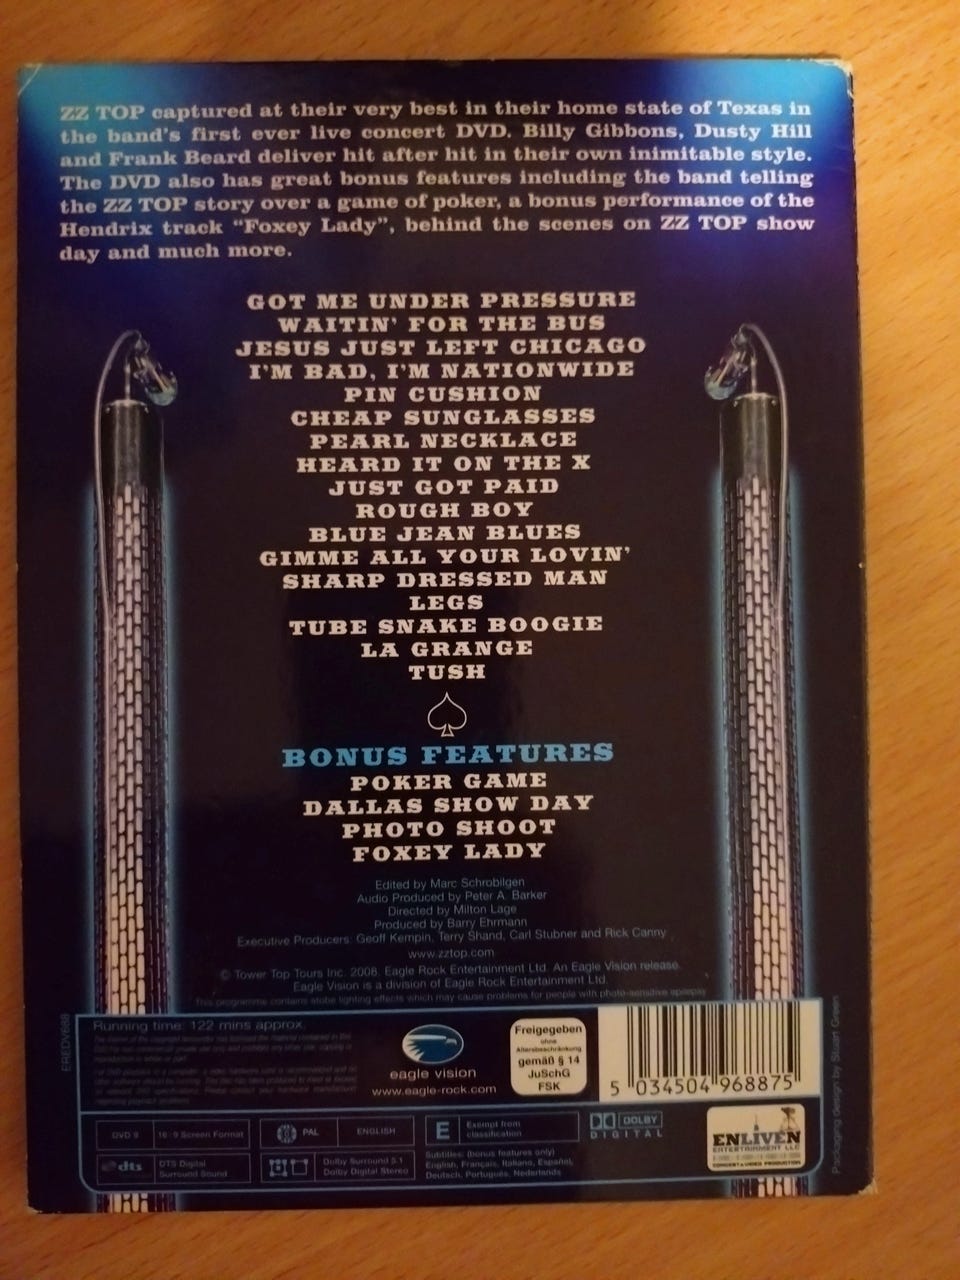 ZZ TOP captured at their very best in their home state of Texas in
the band's first ever live concert DVD. Billy Gibbons, Dusty Hill
and Frank Beard deliver hit after hit in their own inimitable style.
The DVD also has great bonus features including the band telling
the ZZ TOP story over a game of poker, a bonus performance of the
Hendrix track “Foxey Lady”, behind the scenes on ZZ TOP show
day and much more.
GOT ME UNDER PRESSURE
WAITIN' FOR THE BUS
JESUS JUST LEFT CHICAGO
I'M BAD, I'M NATIONWIDE
PIN CUSHION
CHEAP SUNGLASSES
PEARL NECKLACE
HEARD IT ON THE X
JUST GOT PAID
ROUGH BOY
BLUE JEAN BLUES
GIMME ALL YOUR LOVIN'
SHARP DRESSED MAN
LEGS
TUBE SNAKE BOOGIE
LA GRANGE
TUSH
BONUS FEATURES
POKER GAME
DALLAS SHOW DAY
PHOTO SHOOT
FOXEY LADY
Edited by Marc Schrobilgen
Audio Produced by Peter A. Barker
Directed by Milton Lage
Produced by Barry Ehrmann
Executive Producers: Geoff Kempin, Terry Shand, Carl Stubner and Rick Canny
www.zztop.com
© Tower Top Tours Inc. 2008. Eagle Rock Entertainment Ltd. An Eagle Vision release.
Eagle Vision is a division of Eagle Rock Entertainment Ltd.
This programme contains strobe lighting effects which may cause problems for people with photo-sensitive epilepsy
EREDV688
Running time: 122 mins approx.
eagle vision
www.eagle-rock.com
Freigegeben
ohne
Altersbeschränkung
gemäß § 14
JuSchG
FSK
5 034504 968875
Packaging design by Stuart Green
DVD 9
16:9 Screen Format
PAL
ENGLISH
E
Exempt from
classification
DOLBY
DIGITAL
dts
DTS Digital
Surround Sound
Dolby Surround 5.1
Dolby Digital Stereo
Subtitles: (bonus features only)
English, Français, Italiano, Español,
Deutsch, Português, Nederlands
ENLIVEN
ENTERTAINMENT LLC
CONCERT & VIDEO PRODUCTION